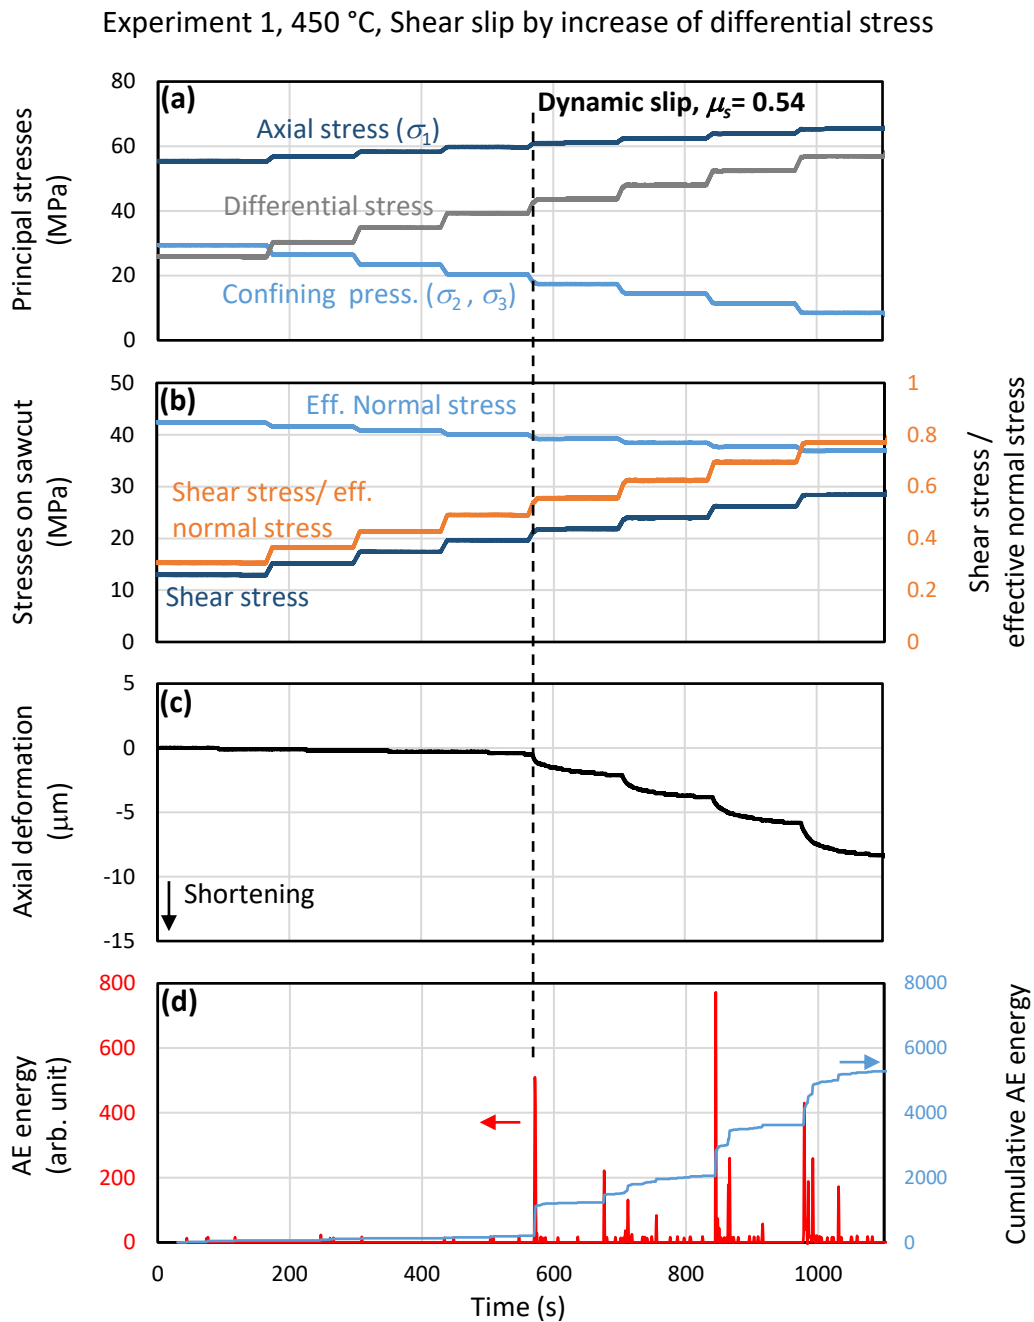 Experiment 1, 450 °C, Shear slip by increase of differential stress
(a)
Dynamic slip, μs= 0.54
Axial stress (σ1)
Differential stress
Confining press. (σ2 , σ3)
Principal stresses
(MPa)
80
60
40
20
0
(b)
Eff. Normal stress
Shear stress/ eff.
normal stress
Shear stress
Stresses on sawcut
(MPa)
50
40
30
20
10
0
1
0.8
0.6
0.4
0.2
0
Shear stress /
effective normal stress
(c)
Shortening
Axial deformation
(μm)
5
0
-5
-10
-15
(d)
AE energy
(arb. unit)
800
600
400
200
0
8000
6000
4000
2000
0
Cumulative AE energy
0
200
400
600
800
1000
Time (s)